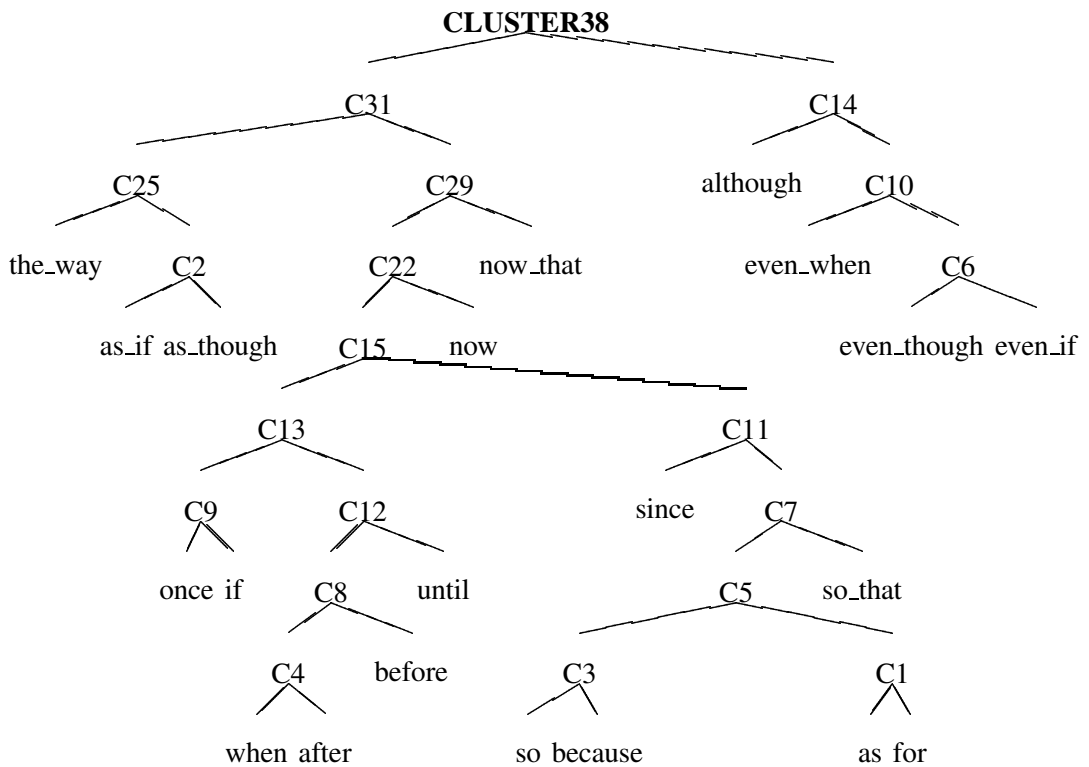 CLUSTER38
C31 C14
C25 C29 although C10
the_way C2 C22 now_that even_when C6
as_if as_though C15 now even_though even_if
C13 C11
C9 C12 since C7
once if C8 until C5 so_that
C4 before C3 C1
when after so because as for